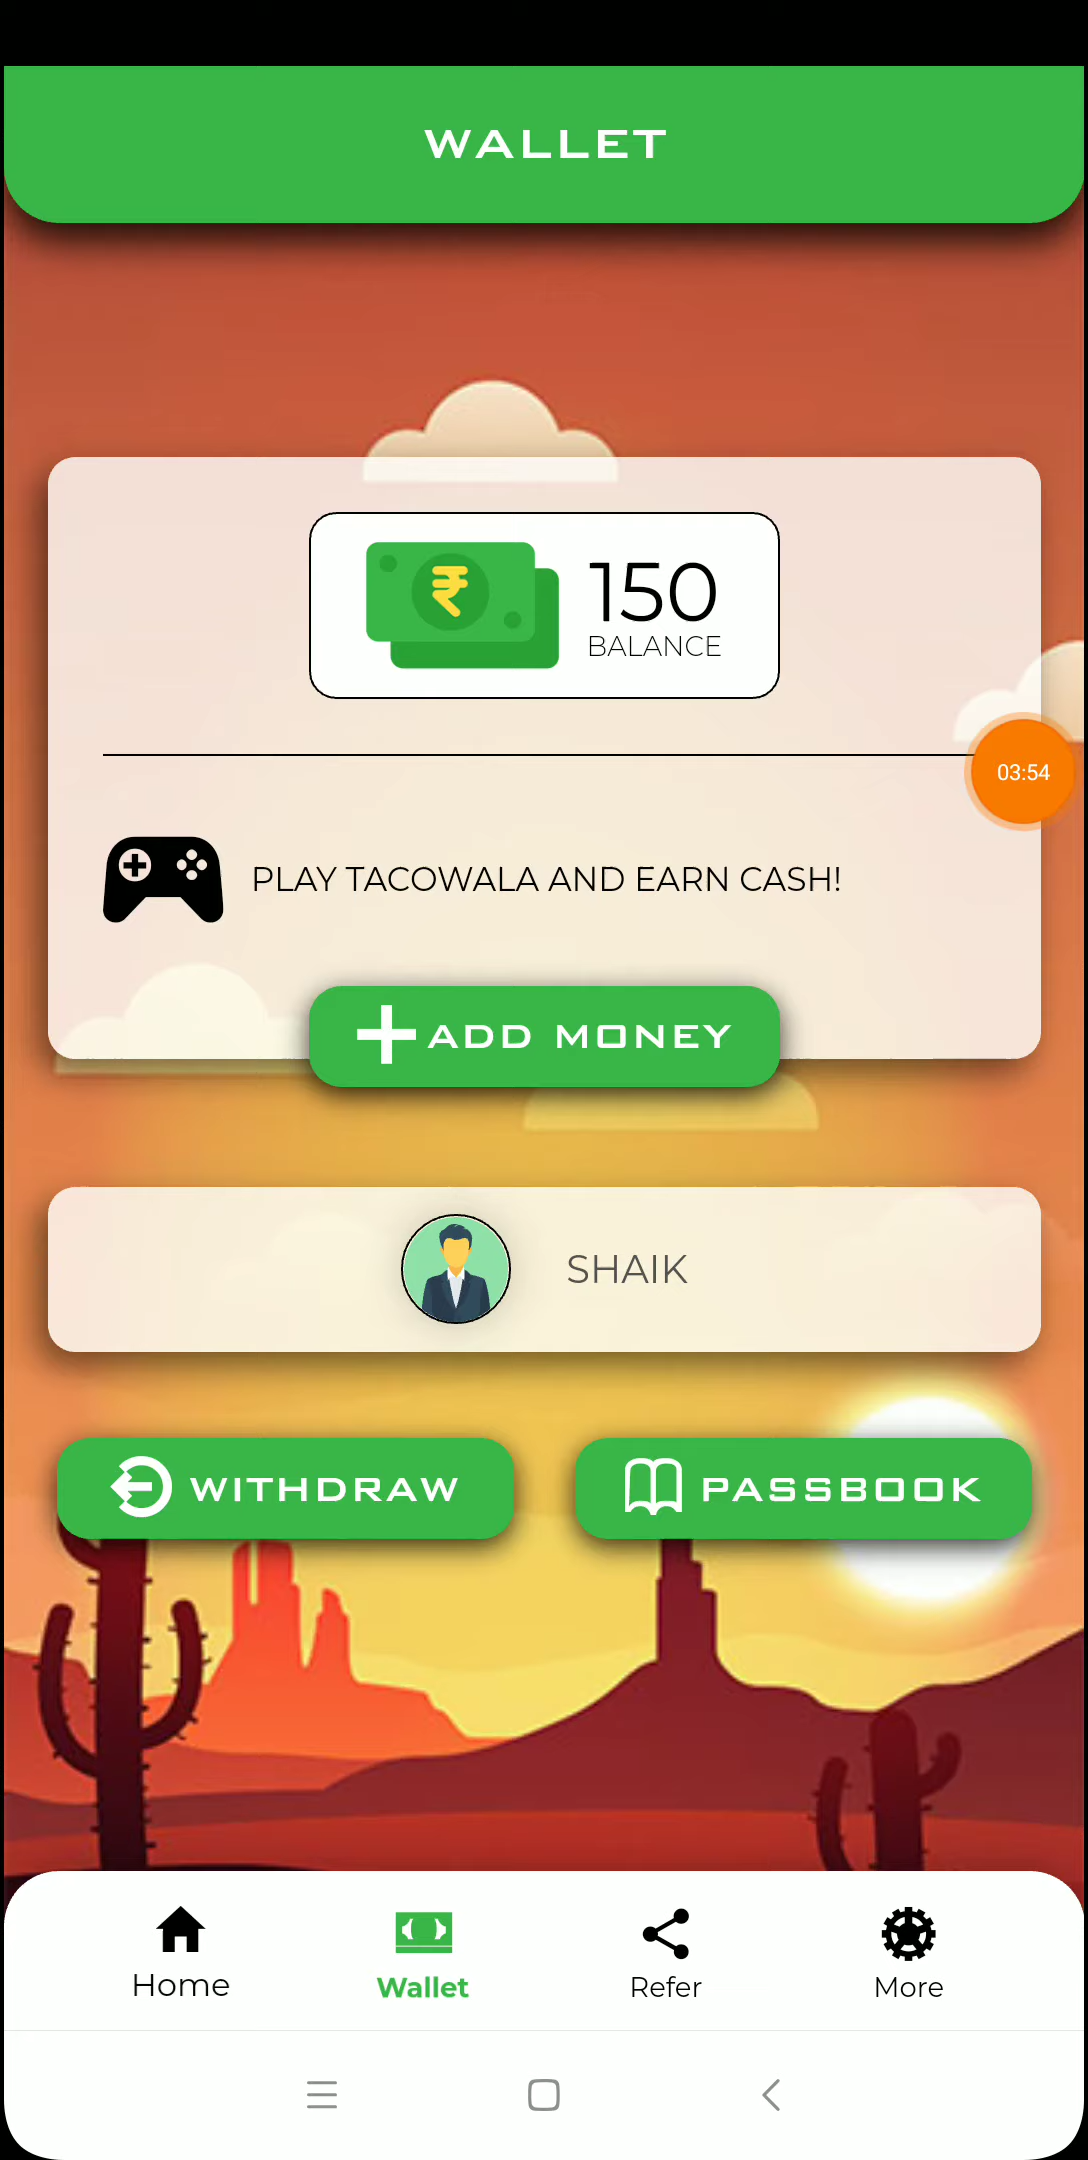 WALLET
₹
150
BALANCE
03:54
PLAY TACOWALA AND EARN CASH!
ADD MONEY
SHAIK
WITHDRAW
PASSBOOK
Home
Wallet
Refer
More